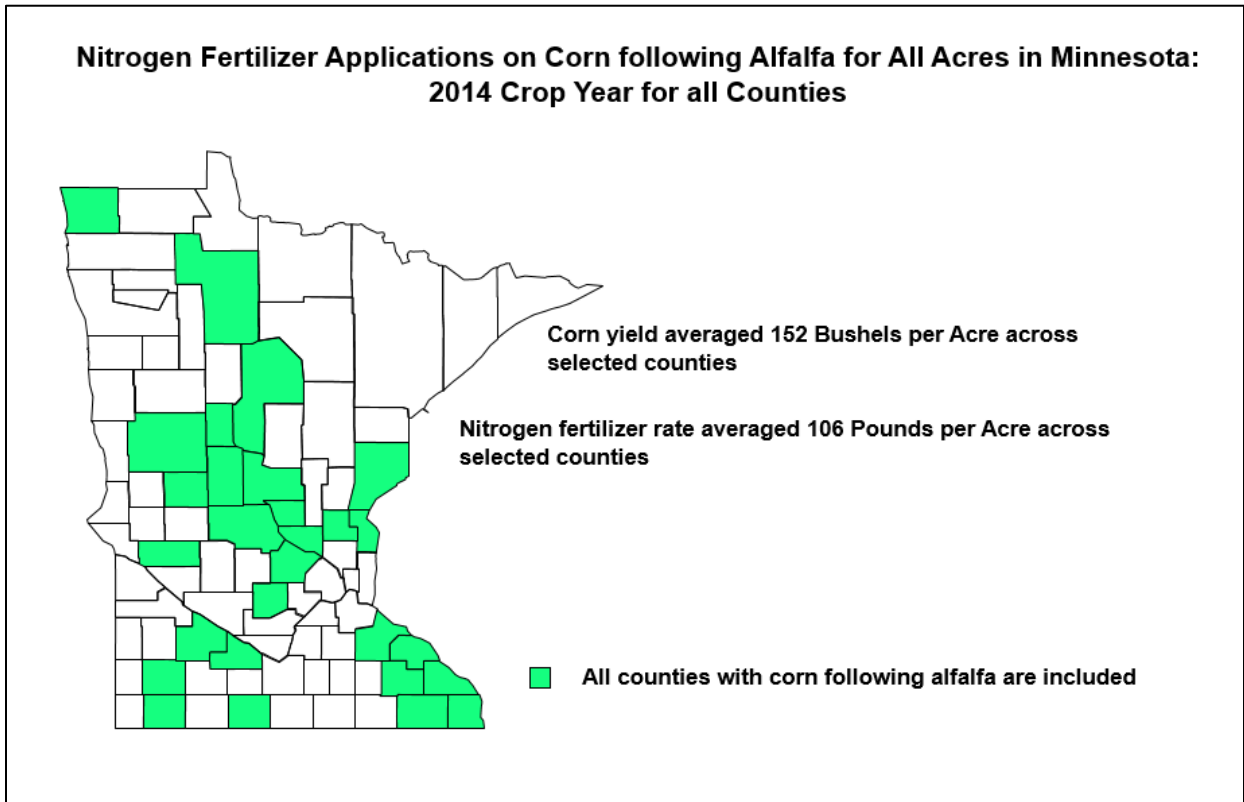 Nitrogen Fertilizer Applications on Corn following Alfalfa for All Acres in Minnesota:
2014 Crop Year for all Counties
Corn yield averaged 152 Bushels per Acre across
selected counties
Nitrogen fertilizer rate averaged 106 Pounds per Acre across
selected counties
All counties with corn following alfalfa are included